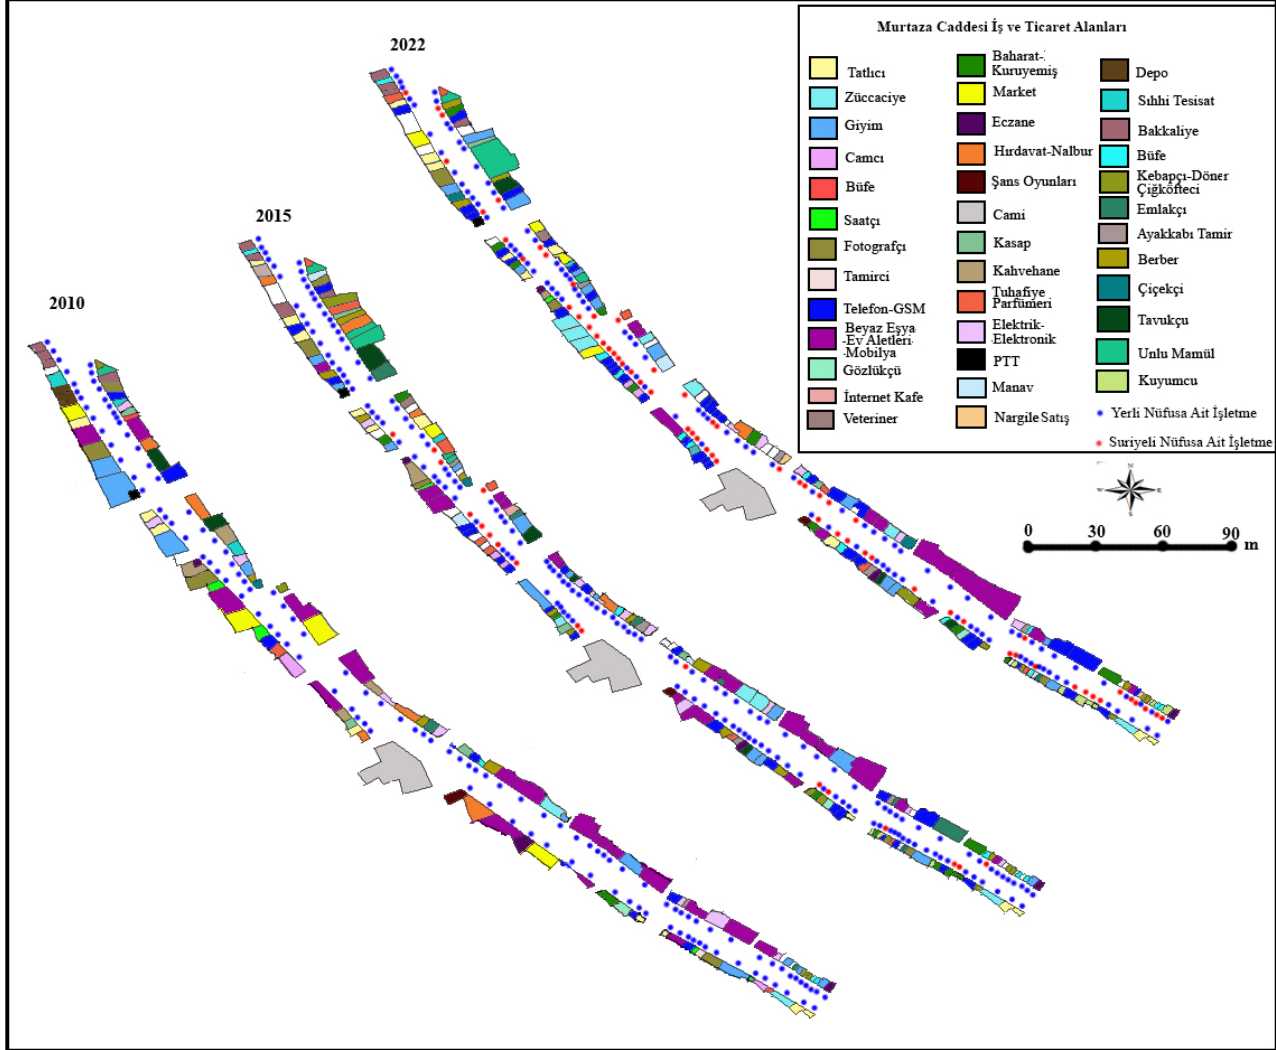 2022
2015
2010
Murtaza Caddesi İş ve Ticaret Alanları
Tatlıcı
Züccaciye
Giyim
Camcı
Büfe
Saatçı
Fotografçı
Tamirci
Telefon-GSM
Beyaz Eşya
-Ev Aletleri
-Mobilya
Gözlükçü
İnternet Kafe
Veteriner
Baharat-
Kuruyemiş
Market
Eczane
Hırdavat-Nalbur
Şans Oyunları
Cami
Kasap
Kahvehane
Tuhafiye
Parfümeri
Elektrik-
Elektronik
PTT
Manav
Nargile Satış
Depo
Sıhhi Tesisat
Bakkaliye
Büfe
Kebapçı-Döner
Çiğköfteci
Emlakçı
Ayakkabı Tamir
Berber
Çiçekçi
Tavukçu
Unlu Mamül
Kuyumcu
Yerli Nüfusa Ait İşletme
Suriyeli Nüfusa Ait İşletme
N
W E
S
0 30 60 90 m